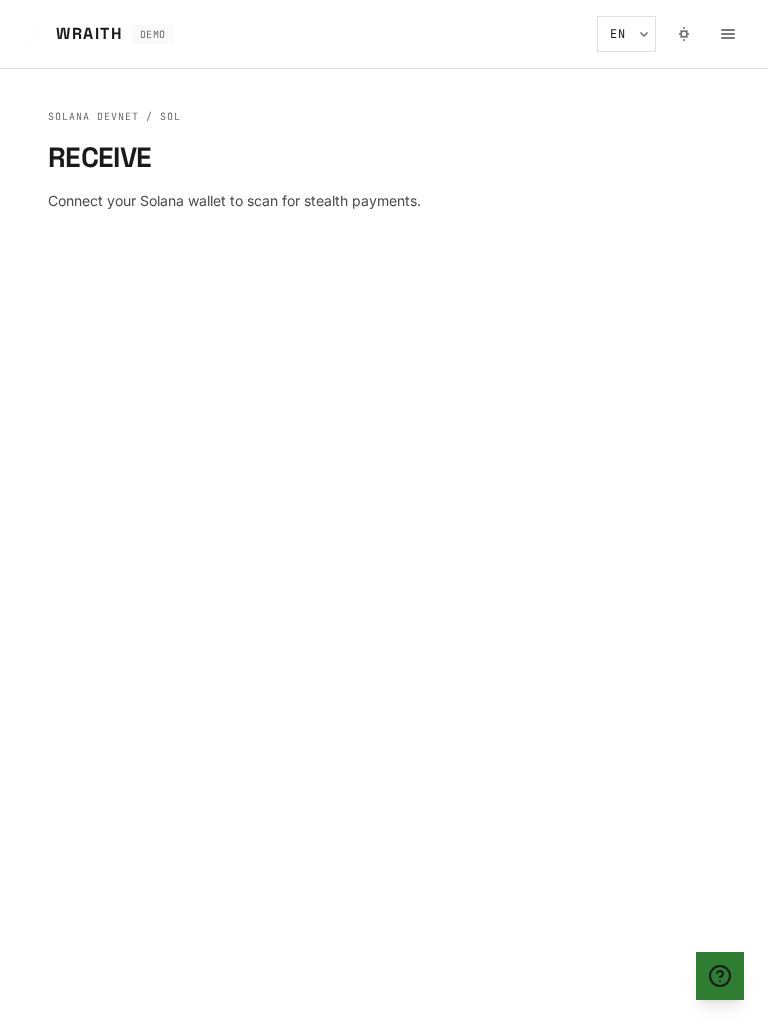 WRAITH DEMO EN
SOLANA DEVNET / SOL
RECEIVE
Connect your Solana wallet to scan for stealth payments.